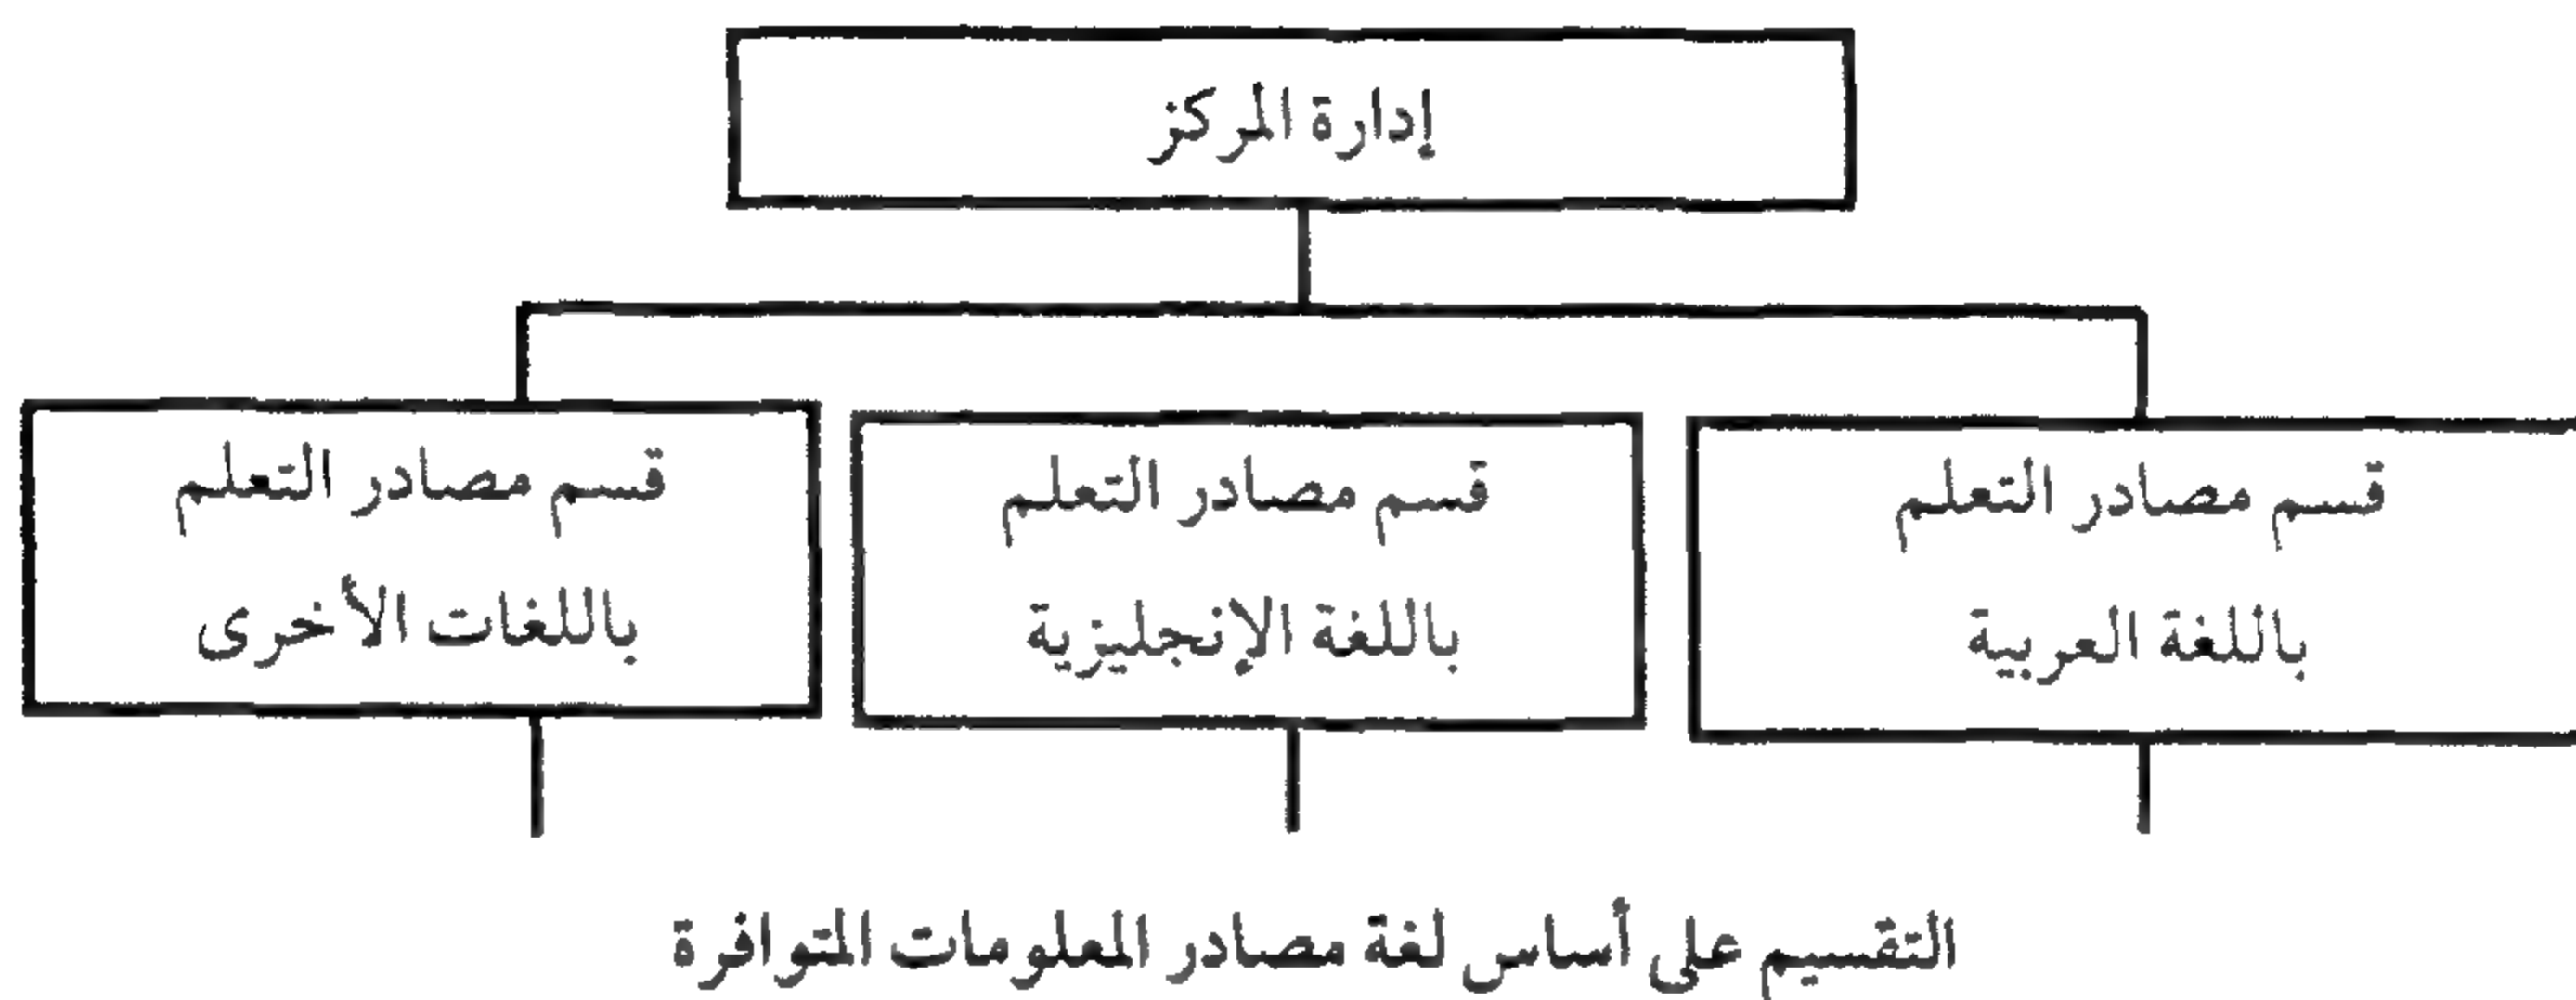 إدارة المركز
قسم مصادر التعلم
باللغة العربية
قسم مصادر التعلم
باللغة الإنجليزية
قسم مصادر التعلم
باللغات الأخرى
التقسيم على أساس لغة مصادر المعلومات المتوافرة